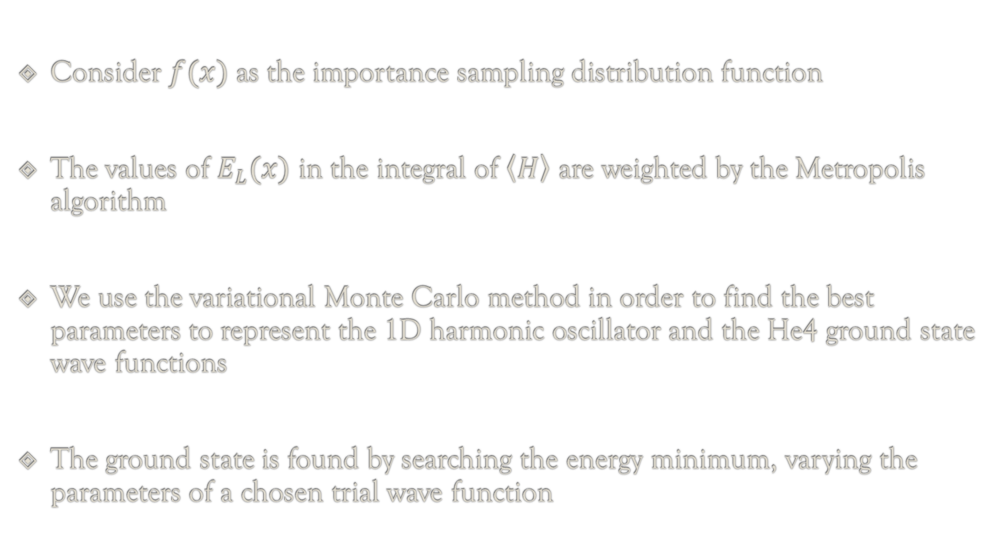 Consider f(x) as the importance sampling distribution function
The values of E_L(x) in the integral of ⟨H⟩ are weighted by the Metropolis
algorithm
We use the variational Monte Carlo method in order to find the best
parameters to represent the 1D harmonic oscillator and the He4 ground state
wave functions
The ground state is found by searching the energy minimum, varying the
parameters of a chosen trial wave function